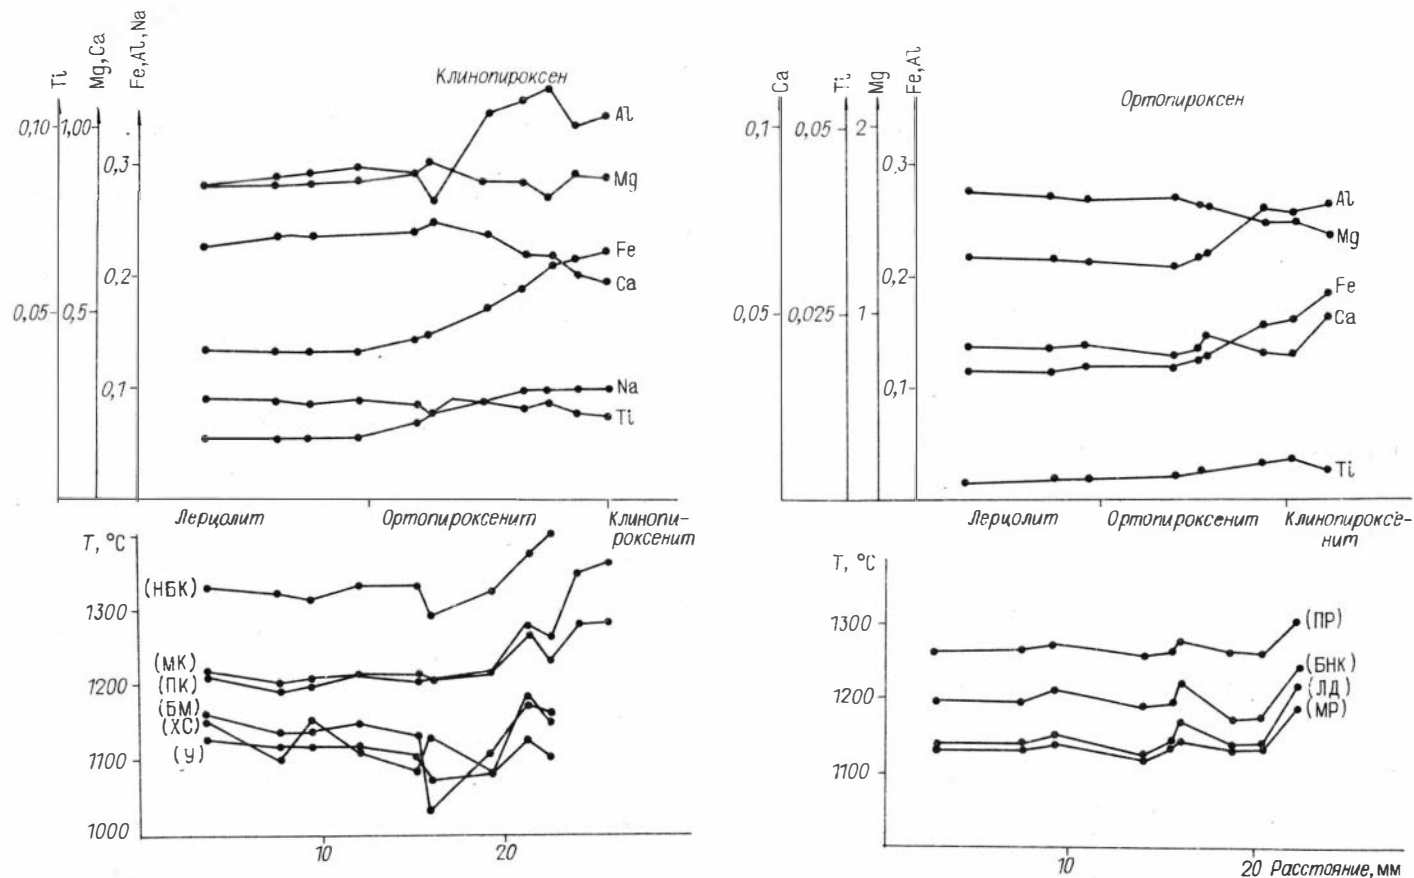 Ti
Mg,Ca
Fe,Al,Na
Клинопироксен
0,10
1,00
0,3
0,2
0,05
0,5
0,1
Al
Mg
Fe
Ca
Na
Ti
Лерцолит
Ортопироксенит
Клинопи-
роксенит
Ca
Ti
Mg
Fe,Al
Ортопироксен
0,1
0,05
2
0,3
0,2
0,05
0,025
1
0,1
Al
Mg
Fe
Ca
Ti
Лерцолит
Ортопироксенит
Клинопироксе-
нит
T, °C
(НБК)
1300
(МК)
(ПК)
1200
(БМ)
(ХС)
(У)
1100
1000
10
20
T, °C
1300
1200
1100
(ПР)
(БНК)
(ЛД)
(МР)
10
20 Расстояние, мм